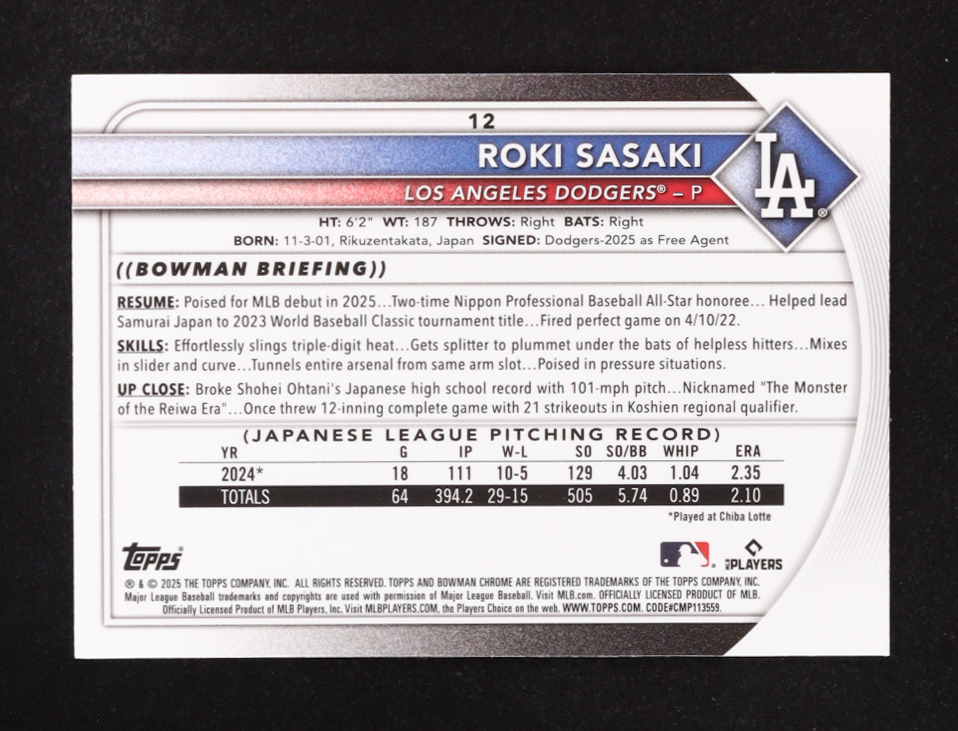 12
ROKI SASAKI
LA®
LOS ANGELES DODGERS® – P
HT: 6'2" WT: 187 THROWS: Right BATS: Right
BORN: 11-3-01, Rikuzentakata, Japan SIGNED: Dodgers-2025 as Free Agent
((BOWMAN BRIEFING))
RESUME: Poised for MLB debut in 2025...Two-time Nippon Professional Baseball All-Star honoree... Helped lead
Samurai Japan to 2023 World Baseball Classic tournament title...Fired perfect game on 4/10/22.
SKILLS: Effortlessly slings triple-digit heat...Gets splitter to plummet under the bats of helpless hitters...Mixes
in slider and curve...Tunnels entire arsenal from same arm slot...Poised in pressure situations.
UP CLOSE: Broke Shohei Ohtani's Japanese high school record with 101-mph pitch...Nicknamed "The Monster
of the Reiwa Era"...Once threw 12-inning complete game with 21 strikeouts in Koshien regional qualifier.
(JAPANESE LEAGUE PITCHING RECORD)
YR G IP W-L SO SO/BB WHIP ERA
2024* 18 111 10-5 129 4.03 1.04 2.35
TOTALS 64 394.2 29-15 505 5.74 0.89 2.10
*Played at Chiba Lotte
topps®
MLB PLAYERS
® & © 2025 THE TOPPS COMPANY, INC. ALL RIGHTS RESERVED. TOPPS AND BOWMAN CHROME ARE REGISTERED TRADEMARKS OF THE TOPPS COMPANY, INC.
Major League Baseball trademarks and copyrights are used with permission of Major League Baseball. Visit MLB.com. OFFICIALLY LICENSED PRODUCT OF MLB.
Officially Licensed Product of MLB Players, Inc. Visit MLBPLAYERS.COM, the Players Choice on the web. WWW.TOPPS.COM. CODE#CMP113559.